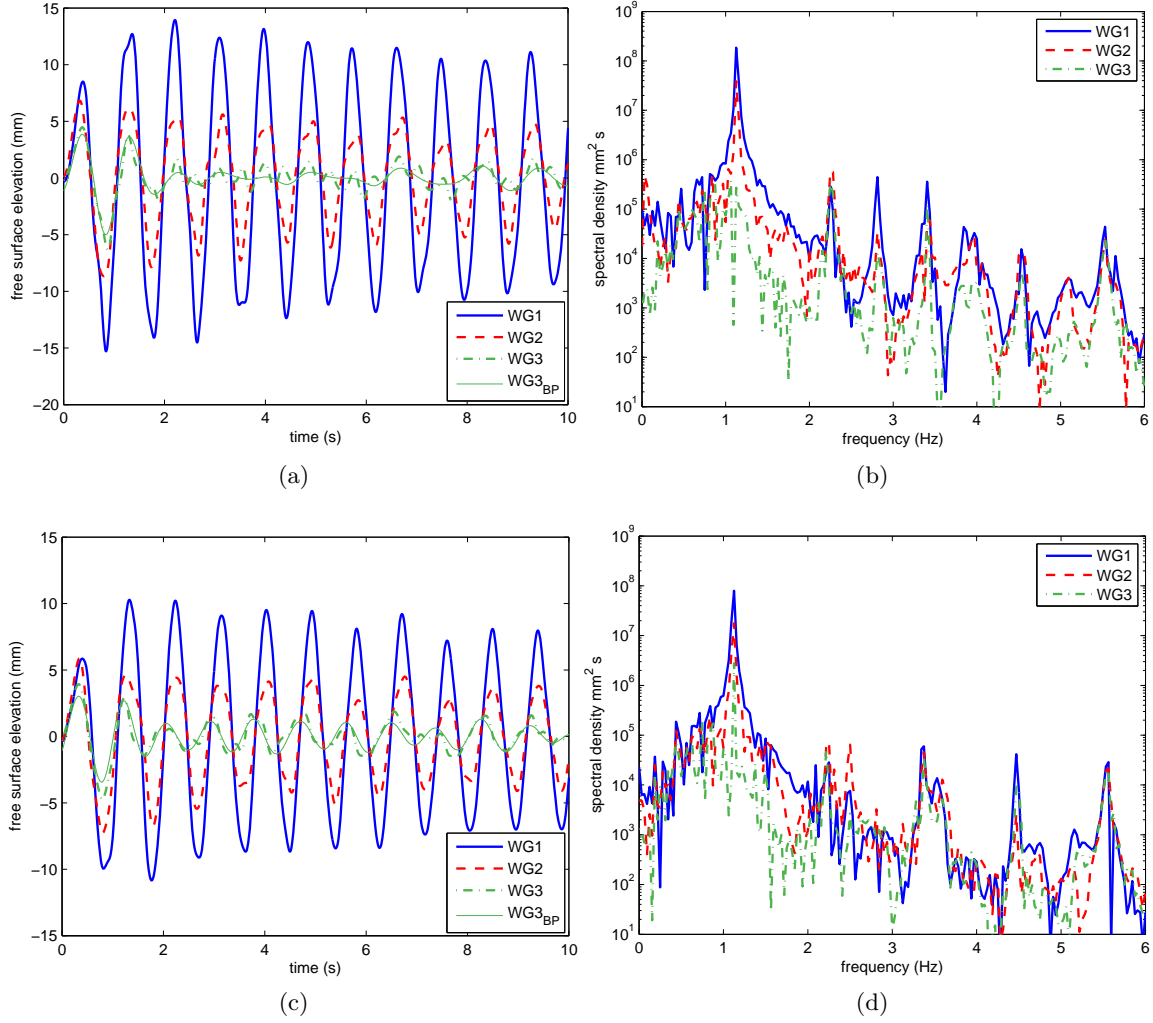 15
10
5
0
−5
−10
−15
−20
0
2
4
6
8
10
free surface elevation (mm)
time (s)
WG1
WG2
WG3
WG3BP
(a)
10^9
10^8
10^7
10^6
10^5
10^4
10^3
10^2
10^1
0
1
2
3
4
5
6
spectral density mm^2 s
frequency (Hz)
WG1
WG2
WG3
(b)
15
10
5
0
−5
−10
−15
0
2
4
6
8
10
free surface elevation (mm)
time (s)
WG1
WG2
WG3
WG3BP
(c)
10^9
10^8
10^7
10^6
10^5
10^4
10^3
10^2
10^1
0
1
2
3
4
5
6
spectral density mm^2 s
frequency (Hz)
WG1
WG2
WG3
(d)